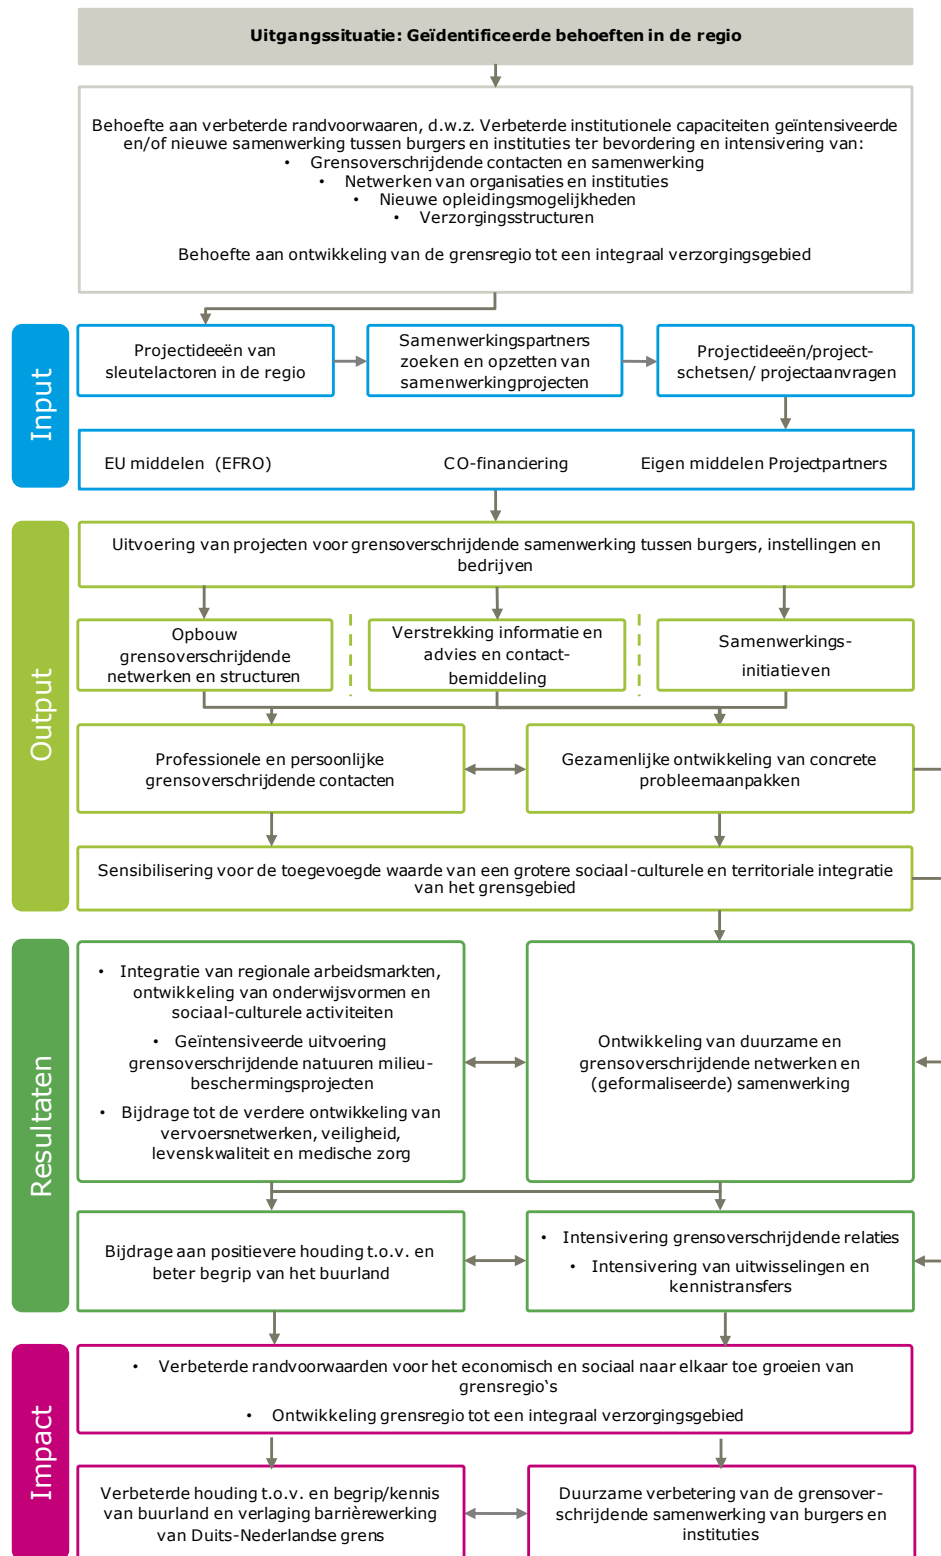 Uitgangssituatie: Geïdentificeerde behoeften in de regio
Behoefte aan verbeterde randvoorwaaren, d.w.z. Verbeterde institutionele capaciteiten geïntensiveerde
en/of nieuwe samenwerking tussen burgers en instituties ter bevordering en intensivering van:
• Grensoverschrijdende contacten en samenwerking
• Netwerken van organisaties en instituties
• Nieuwe opleidingsmogelijkheden
• Verzorgingsstructuren
Behoefte aan ontwikkeling van de grensregio tot een integraal verzorgingsgebied
Input
Projectideeën van
sleutelactoren in de regio
Samenwerkingspartners
zoeken en opzetten van
samenwerkingprojecten
Projectideeën/project-
schetsen/ projectaanvragen
EU middelen (EFRO)
CO-financiering
Eigen middelen Projectpartners
Output
Uitvoering van projecten voor grensoverschrijdende samenwerking tussen burgers, instellingen en
bedrijven
Opbouw
grensoverschrijdende
netwerken en structuren
Verstrekking informatie en
advies en contact-
bemiddeling
Samenwerkings-
initiatieven
Professionele en persoonlijke
grensoverschrijdende contacten
Gezamenlijke ontwikkeling van concrete
probleemaanpakken
Sensibilisering voor de toegevoegde waarde van een grotere sociaal-culturele en territoriale integratie
van het grensgebied
Resultaten
• Integratie van regionale arbeidsmarkten,
ontwikkeling van onderwijsvormen en
sociaal-culturele activiteiten
• Geïntensiveerde uitvoering
grensoverschrijdende natuuren milieu-
beschermingsprojecten
• Bijdrage tot de verdere ontwikkeling van
vervoersnetwerken, veiligheid,
levenskwaliteit en medische zorg
Ontwikkeling van duurzame en
grensoverschrijdende netwerken en
(geformaliseerde) samenwerking
Bijdrage aan positievere houding t.o.v. en
beter begrip van het buurland
• Intensivering grensoverschrijdende relaties
• Intensivering van uitwisselingen en
kennistransfers
Impact
• Verbeterde randvoorwaarden voor het economisch en sociaal naar elkaar toe groeien van
grensregio‘s
• Ontwikkeling grensregio tot een integraal verzorgingsgebied
Verbeterde houding t.o.v. en begrip/kennis
van buurland en verlaging barrièrewerking
van Duits-Nederlandse grens
Duurzame verbetering van de grensover-
schrijdende samenwerking van burgers en
instituties